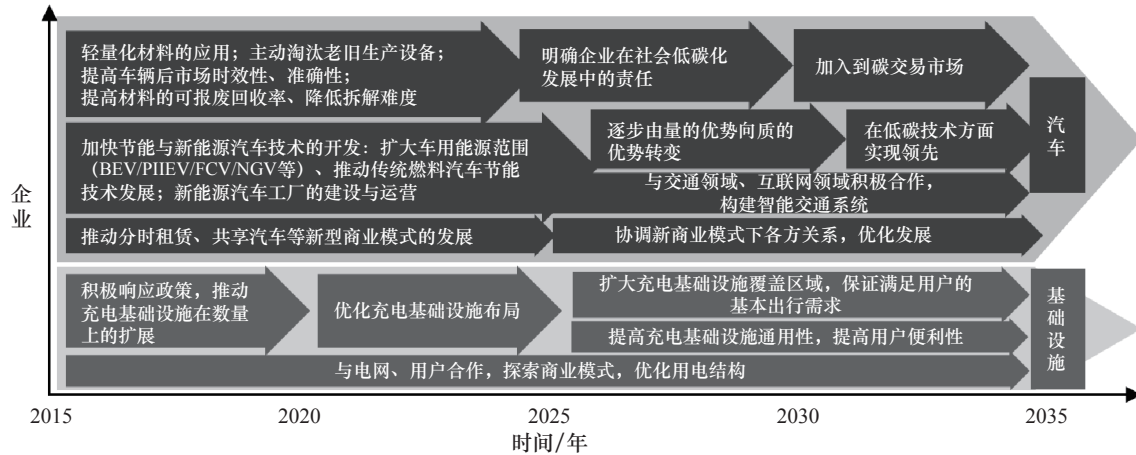 轻量化材料的应用；主动淘汰老旧生产设备；
提高车辆后市场时效性、准确性；
提高材料的可报废回收率、降低拆解难度
明确企业在社会低碳化
发展中的责任
加入到碳交易市场
加快节能与新能源汽车技术的开发：扩大车用能源范围
（BEV/PIIEV/FCV/NGV等）、推动传统燃料汽车节能
技术发展；新能源汽车工厂的建设与运营
逐步由量的优势向质的
优势转变
在低碳技术方面
实现领先
与交通领域、互联网领域积极合作，
构建智能交通系统
推动分时租赁、共享汽车等新型商业模式的发展
协调新商业模式下各方关系，优化发展
汽车
企业
积极响应政策，推动
充电基础设施在数量
上的扩展
优化充电基础设施布局
扩大充电基础设施覆盖区域，保证满足用户的
基本出行需求
提高充电基础设施通用性，提高用户便利性
与电网、用户合作，探索商业模式，优化用电结构
基础设施
2015 2020 2025 2030 2035
时间/年